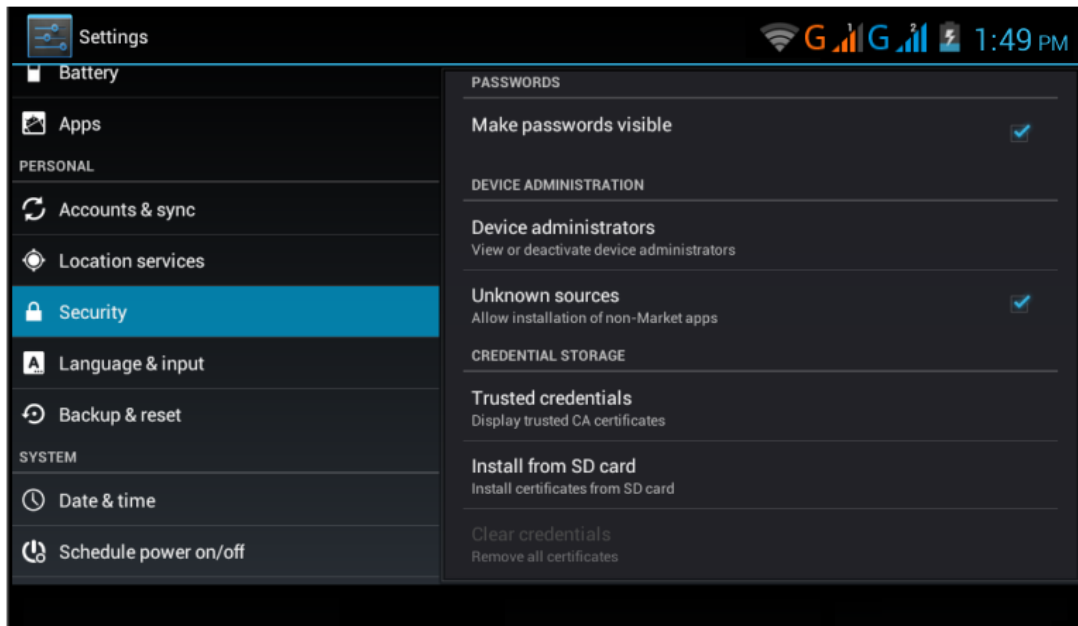 Settings
G 1 G 2 1:49 PM
Battery
Apps
PERSONAL
Accounts & sync
Location services
Security
Language & input
Backup & reset
SYSTEM
Date & time
Schedule power on/off
PASSWORDS
Make passwords visible
DEVICE ADMINISTRATION
Device administrators
View or deactivate device administrators
Unknown sources
Allow installation of non-Market apps
CREDENTIAL STORAGE
Trusted credentials
Display trusted CA certificates
Install from SD card
Install certificates from SD card
Clear credentials
Remove all certificates